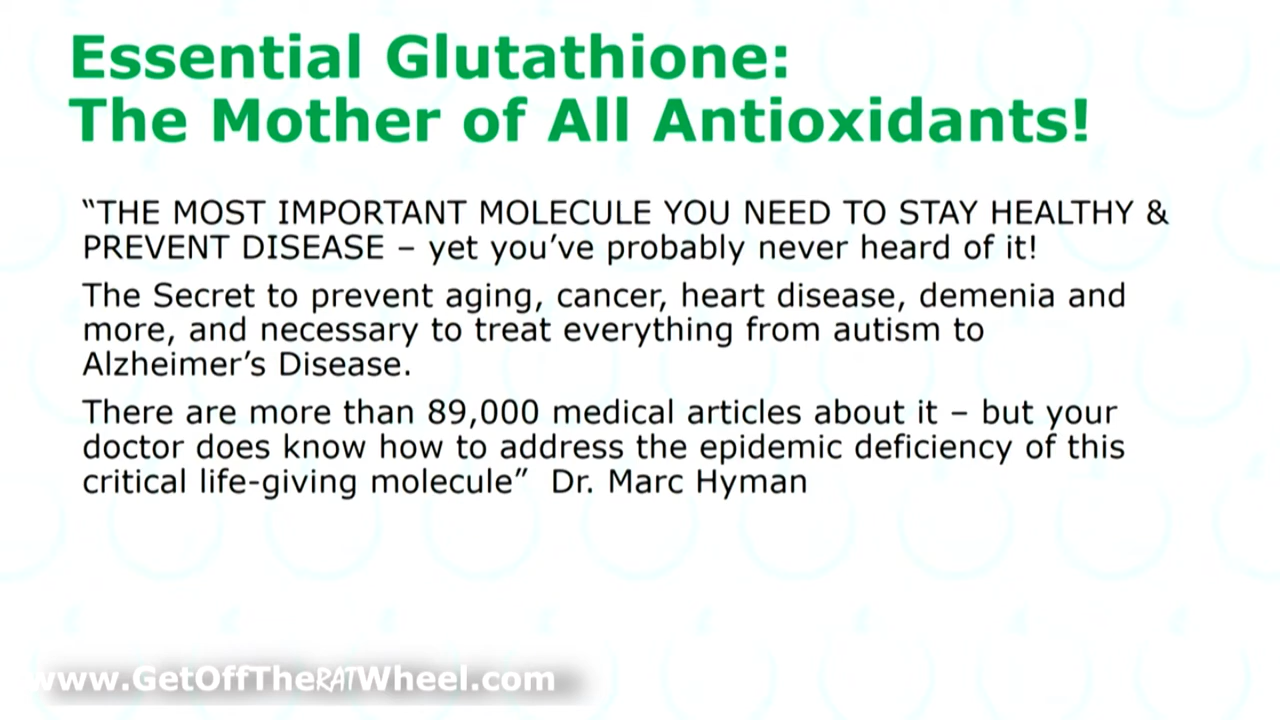 Essential Glutathione:
The Mother of All Antioxidants!
“THE MOST IMPORTANT MOLECULE YOU NEED TO STAY HEALTHY &
PREVENT DISEASE – yet you’ve probably never heard of it!
The Secret to prevent aging, cancer, heart disease, demenia and
more, and necessary to treat everything from autism to
Alzheimer’s Disease.
There are more than 89,000 medical articles about it – but your
doctor does know how to address the epidemic deficiency of this
critical life-giving molecule” Dr. Marc Hyman
www.GetOffTheRATWheel.com